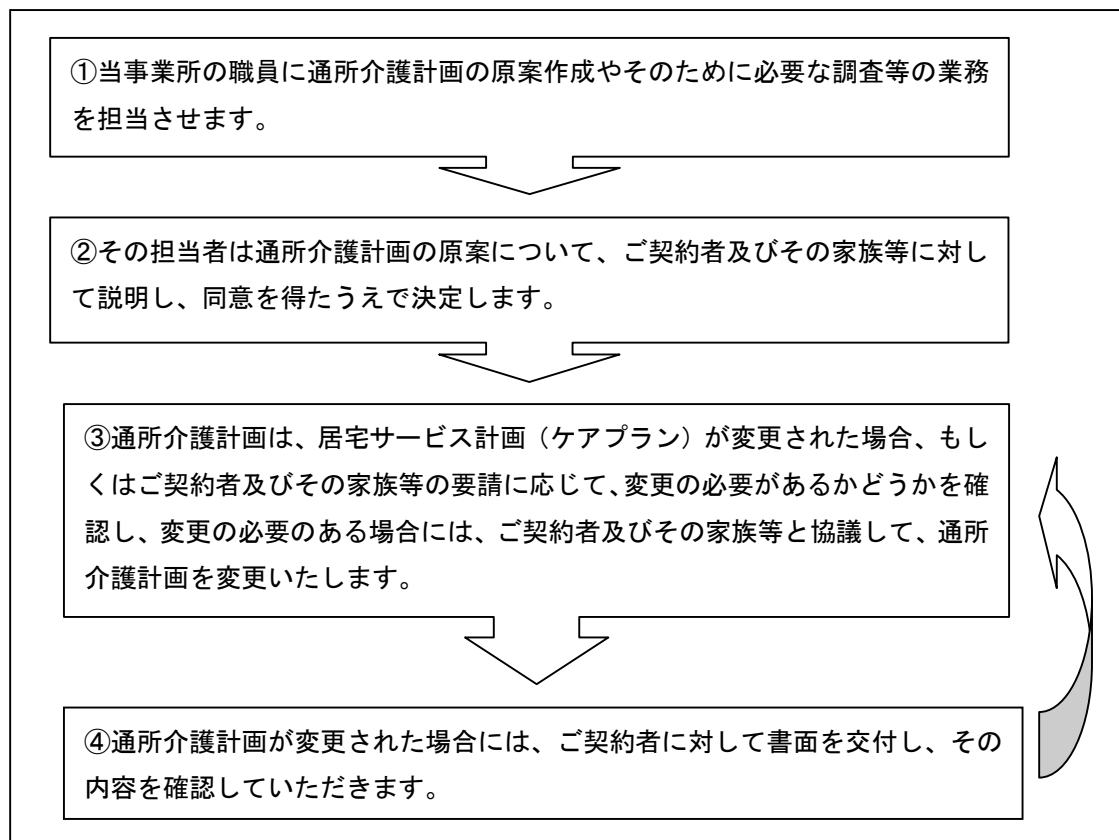 ①当事業所の職員に通所介護計画の原案作成やそのために必要な調査等の業務
を担当させます。
②その担当者は通所介護計画の原案について、ご契約者及びその家族等に対し
て説明し、同意を得たうえで決定します。
③通所介護計画は、居宅サービス計画（ケアプラン）が変更された場合、もし
くはご契約者及びその家族等の要請に応じて、変更の必要があるかどうかを確
認し、変更の必要のある場合には、ご契約者及びその家族等と協議して、通所
介護計画を変更いたします。
④通所介護計画が変更された場合には、ご契約者に対して書面を交付し、その
内容を確認していただきます。